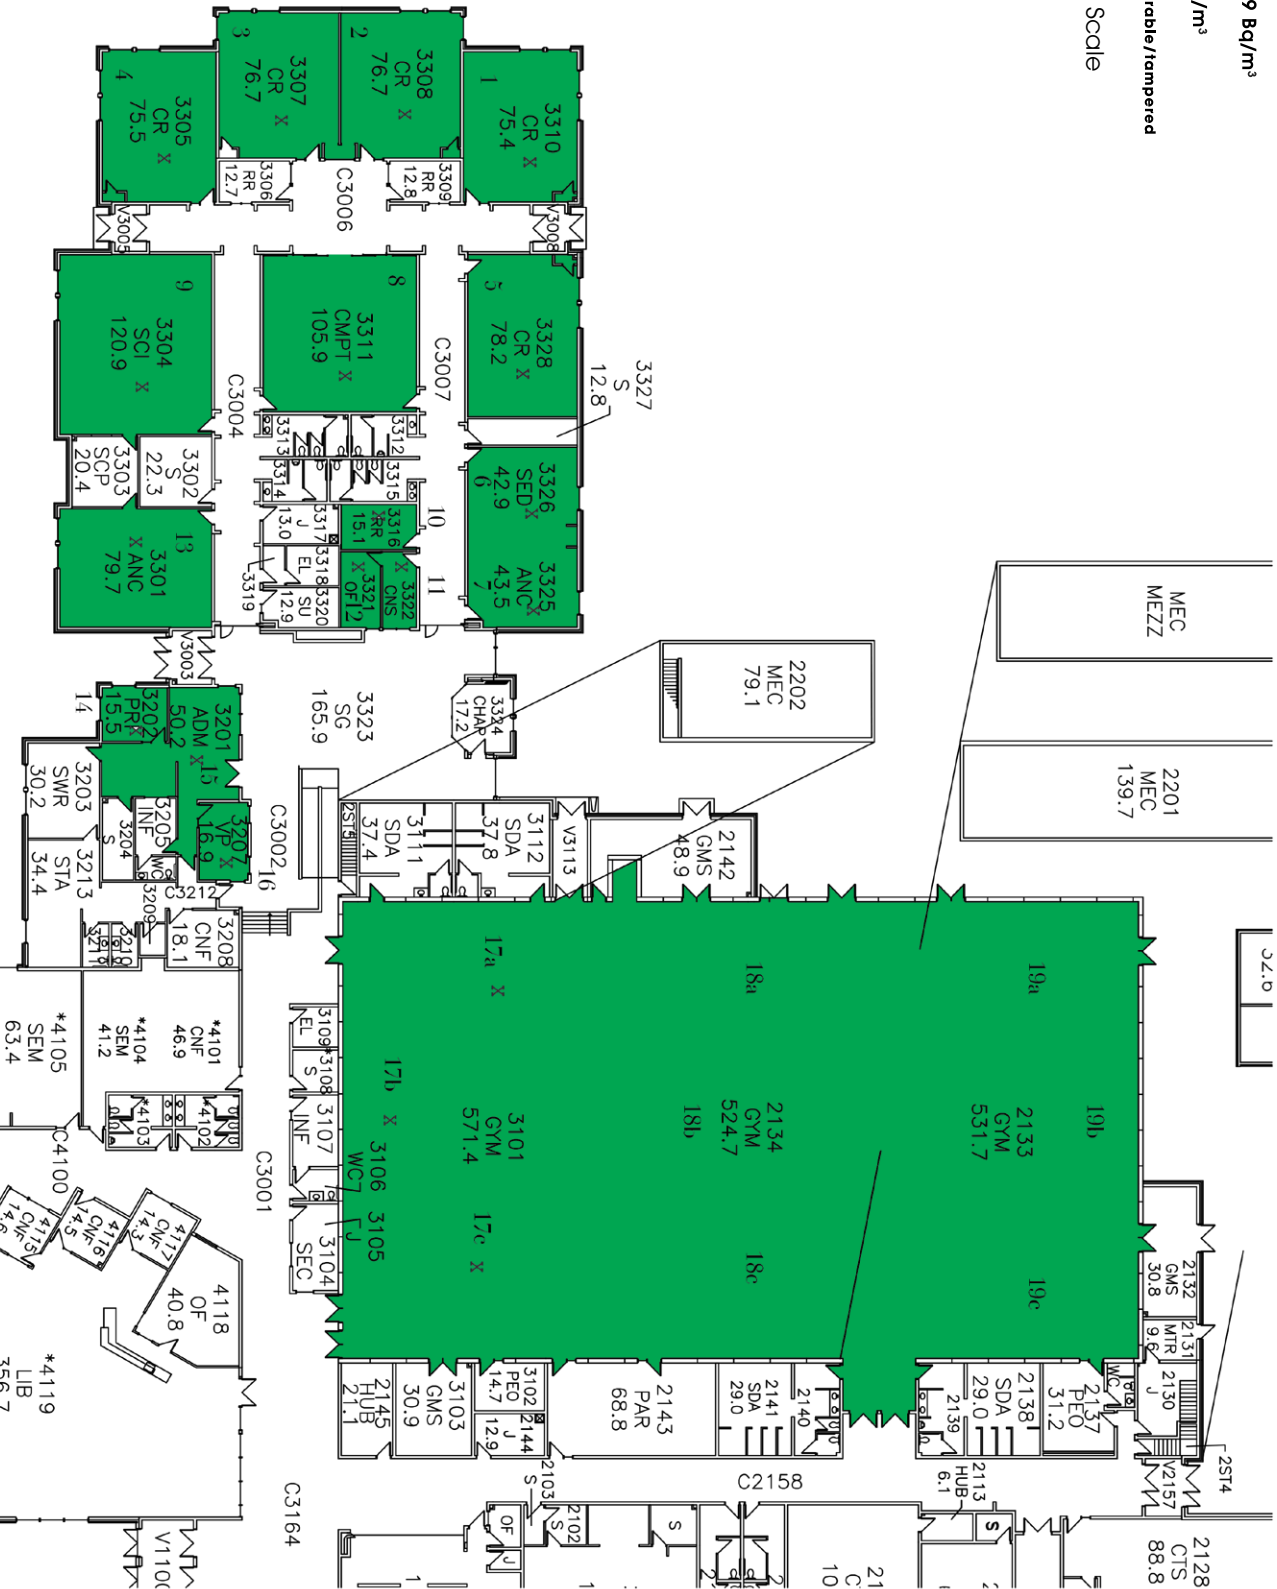 9 Bq/m³
/m³
rable/tampered
Scale
3
3307
CR
76.7
X
2
3308
CR
76.7
X
4
3305
CR
75.5
X
1
3310
CR
75.4
X
3306
RR
12.7
3309
RR
12.8
C3006
V3005
V3008
9
3304
SCI
120.9
X
8
3311
CMPT
105.9
X
5
3328
CR
78.2
X
C3004
C3007
3327
S
12.8
3313
3312
3314
3315
3303
SCP
20.4
3302
S
22.3
3326
SED
42.9
X
6
3325
ANC
43.5
X
7
10
3316
RR
15.1
X
3317
J
13.0
13
3301
ANC
79.7
X
3318
EL
3319
3320
SU
12.9
11
3322
CNS
X
3321
OF
12
X
V3003
MEC
MEZZ
2201
MEC
139.7
2202
MEC
79.1
3323
SG
165.9
3324
CHAP
17.2
14
3202
PRI
15.5
X
3201
ADM
50.2
X
15
3203
SWR
30.2
3204
S
3205
INF
WC
3207
VP
16.9
X
16
C3002
2ST5
3111
SDA
37.4
3112
SDA
37.8
V3113
2142
GMS
48.9
3213
STA
34.4
C3212
3209
3208
CNF
18.1
3210
3211
32.6
17a
X
18a
19a
*4105
SEM
63.4
*4104
SEM
41.2
*4101
CNF
46.9
3109
EL
*3108
S
3107
INF
17b
X
3101
GYM
571.4
18b
2134
GYM
524.7
19b
2133
GYM
531.7
*4103
*4102
C4100
C3001
3106
WC
3105
J
3104
SEC
17c
X
18c
19c
4115
CNF
14.6
4116
CNF
14.5
4117
CNF
14.3
4118
OF
40.8
*4119
LIB
356.7
2132
GMS
30.8
2131
MTR
9.6
2130
J
WC
2145
HUB
21.1
3103
GMS
30.9
3102
PEO
14.7
2144
J
12.9
2143
PAR
68.8
2141
SDA
29.0
2140
2139
2138
SDA
29.0
2137
PEO
31.2
2ST4
V2157
C2158
C3164
2103
S
2102
S
OF
J
S
2113
HUB
6.1
S
V1100
2128
CTS
88.8